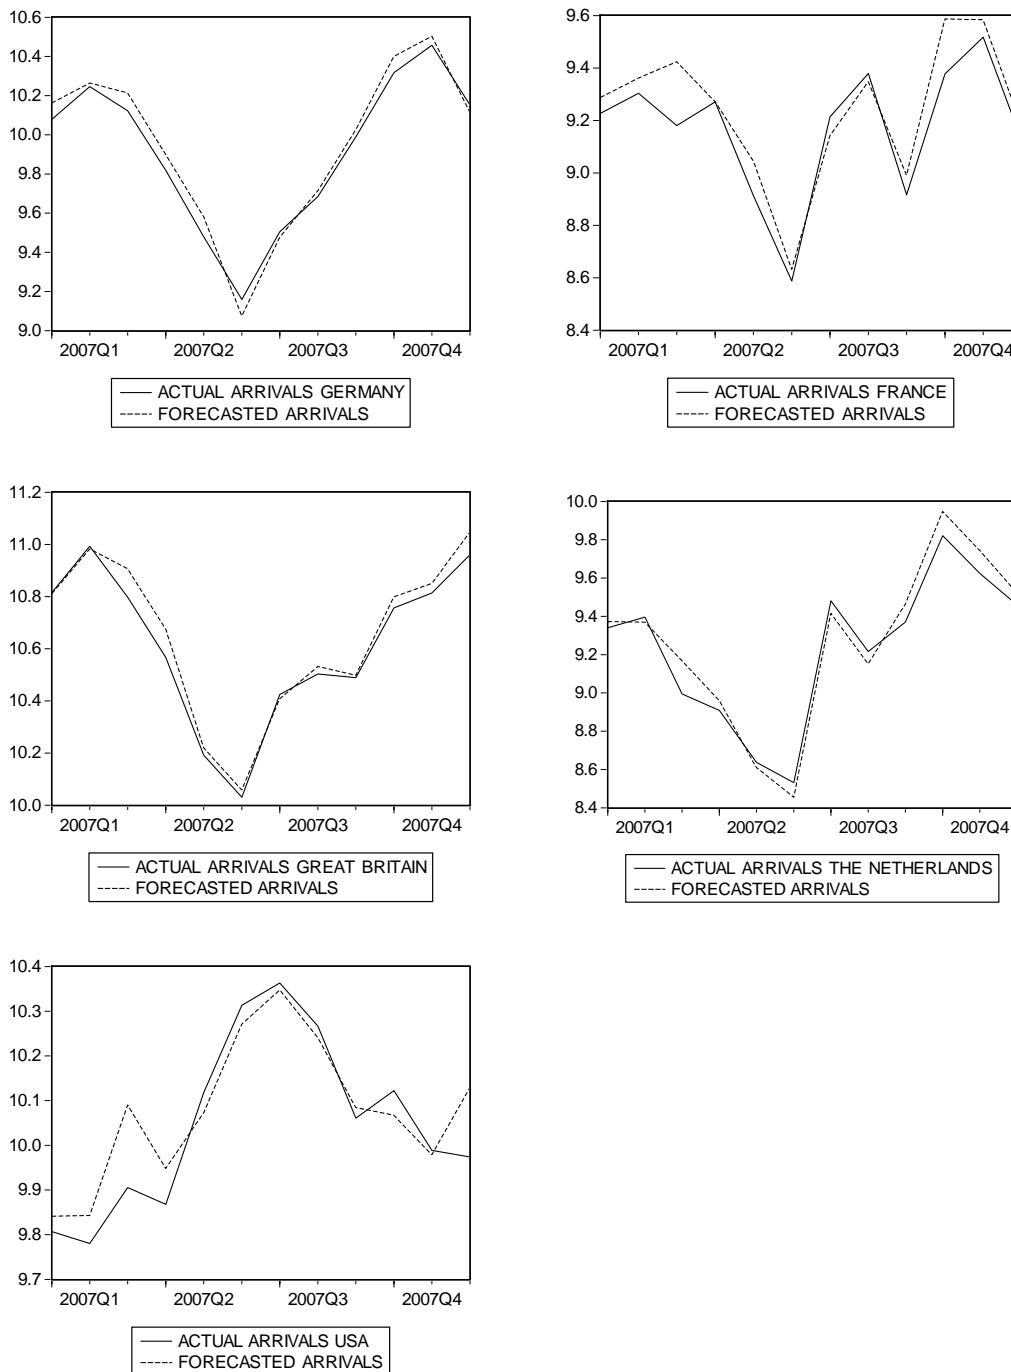 10.6
10.4
10.2
10.0
9.8
9.6
9.4
9.2
9.0
2007Q1 2007Q2 2007Q3 2007Q4
ACTUAL ARRIVALS GERMANY
FORECASTED ARRIVALS
9.6
9.4
9.2
9.0
8.8
8.6
8.4
2007Q1 2007Q2 2007Q3 2007Q4
ACTUAL ARRIVALS FRANCE
FORECASTED ARRIVALS
11.2
11.0
10.8
10.6
10.4
10.2
10.0
2007Q1 2007Q2 2007Q3 2007Q4
ACTUAL ARRIVALS GREAT BRITAIN
FORECASTED ARRIVALS
10.0
9.8
9.6
9.4
9.2
9.0
8.8
8.6
8.4
2007Q1 2007Q2 2007Q3 2007Q4
ACTUAL ARRIVALS THE NETHERLANDS
FORECASTED ARRIVALS
10.4
10.3
10.2
10.1
10.0
9.9
9.8
9.7
2007Q1 2007Q2 2007Q3 2007Q4
ACTUAL ARRIVALS USA
FORECASTED ARRIVALS